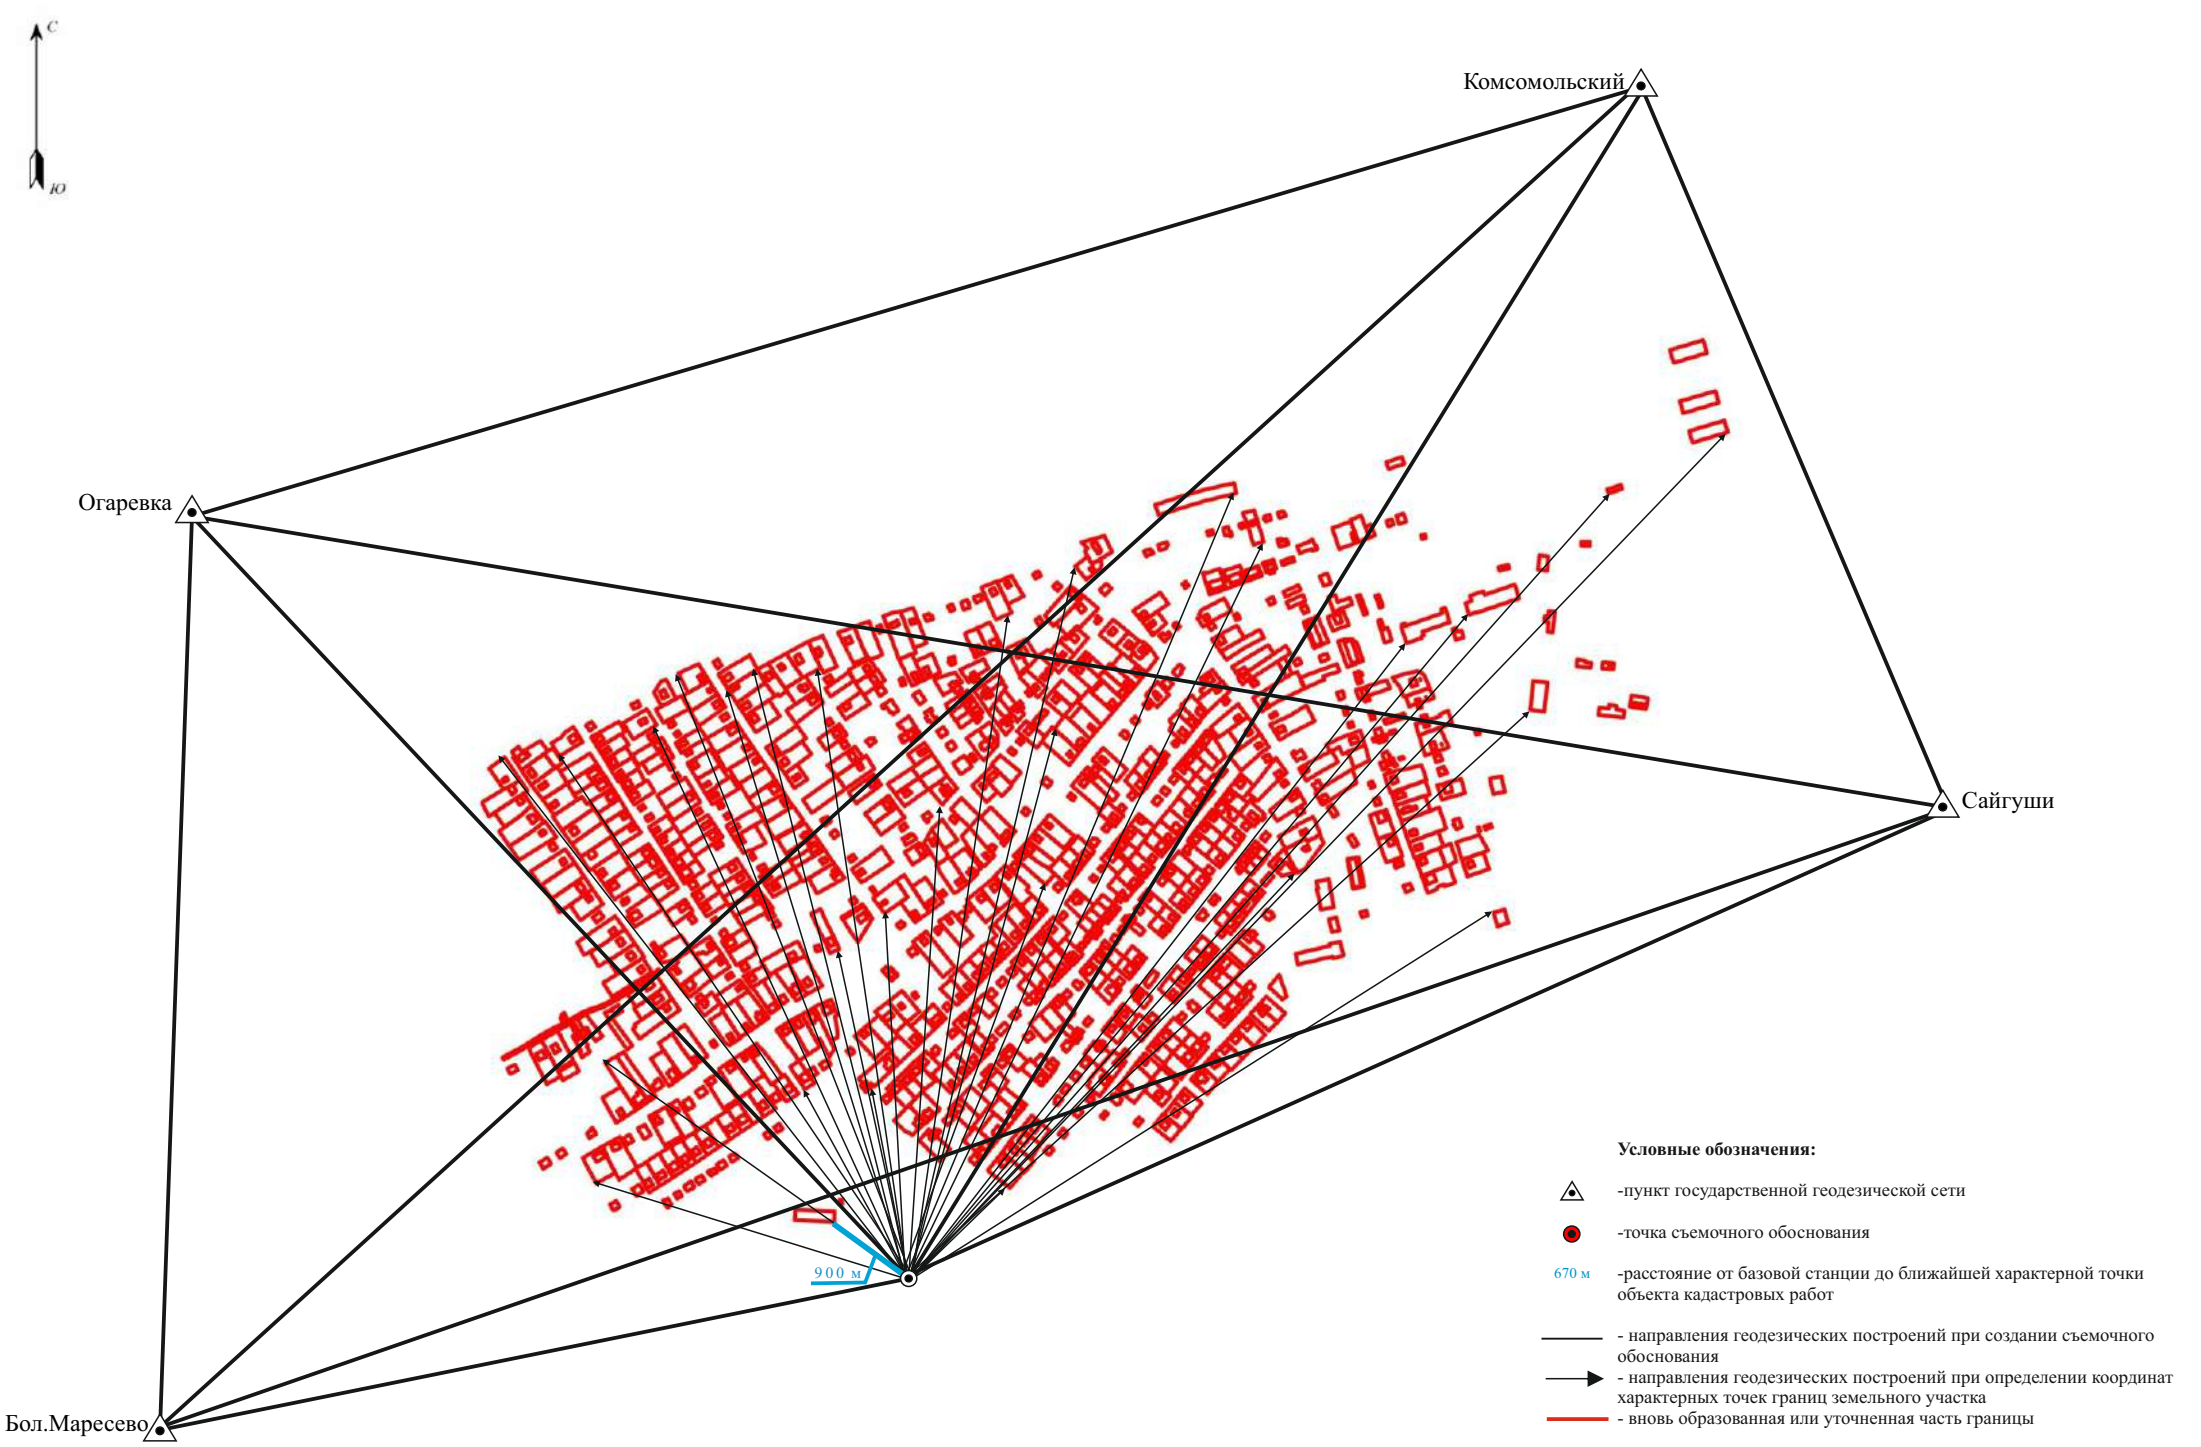 С
Ю
Комсомольский
Огаревка
Сайгуши
Бол.Маресево
900 м
Условные обозначения:
-пункт государственной геодезической сети
-точка съемочного обоснования
670 м
-расстояние от базовой станции до ближайшей характерной точки
объекта кадастровых работ
- направления геодезических построений при создании съемочного
обоснования
- направления геодезических построений при определении координат
характерных точек границ земельного участка
- вновь образованная или уточненная часть границы